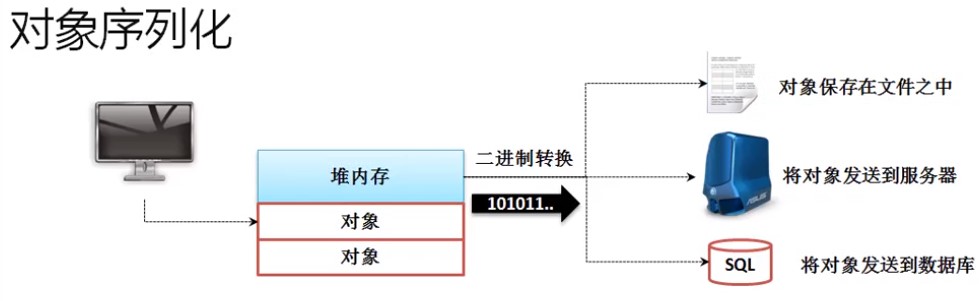 对象序列化
对象保存在文件之中
二进制转换
堆内存
101011..
将对象发送到服务器
对象
对象
SQL
将对象发送到数据库